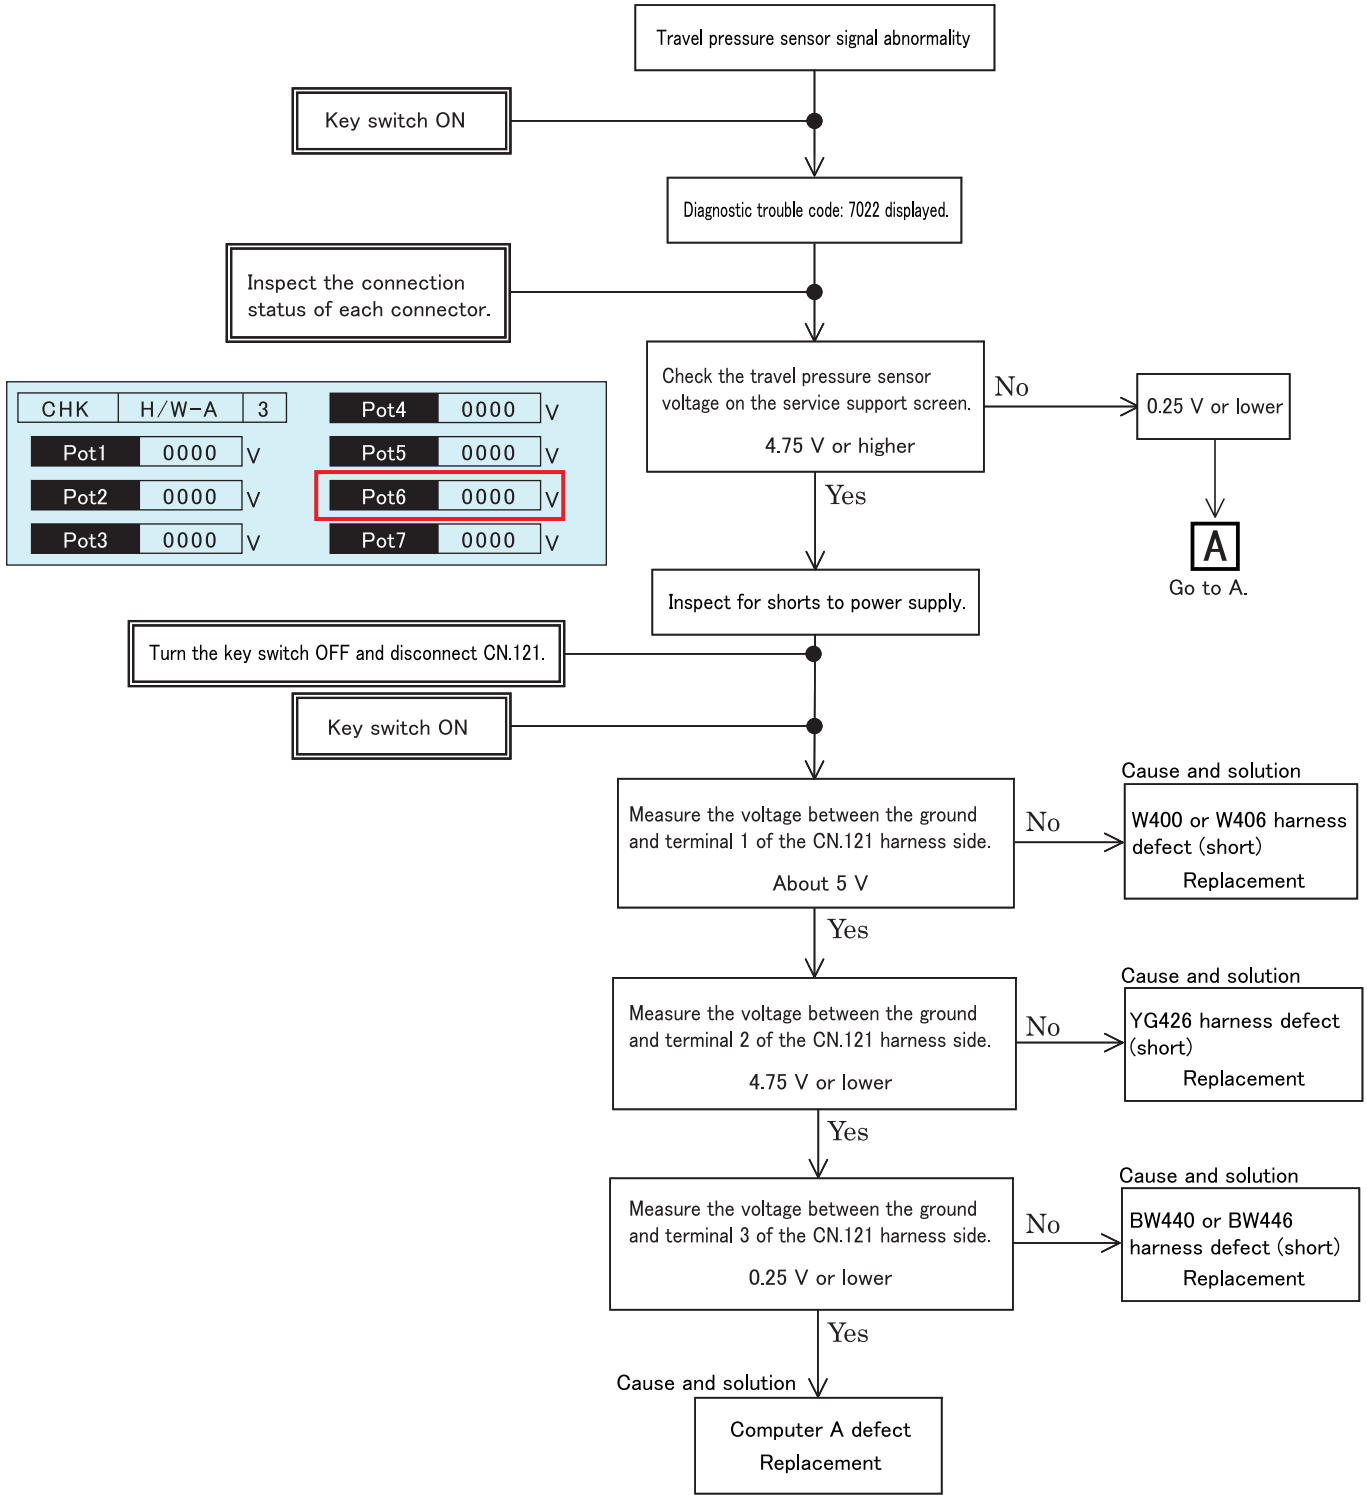 Travel pressure sensor signal abnormality
Key switch ON
Diagnostic trouble code: 7022 displayed.
Inspect the connection
status of each connector.
Check the travel pressure sensor
voltage on the service support screen.
4.75 V or higher
No
0.25 V or lower
A
Go to A.
CHK H/W-A 3
Pot1 0000 V
Pot2 0000 V
Pot3 0000 V
Pot4 0000 V
Pot5 0000 V
Pot6 0000 V
Pot7 0000 V
Yes
Inspect for shorts to power supply.
Turn the key switch OFF and disconnect CN.121.
Key switch ON
Measure the voltage between the ground
and terminal 1 of the CN.121 harness side.
About 5 V
No
Cause and solution
W400 or W406 harness
defect (short)
Replacement
Yes
Measure the voltage between the ground
and terminal 2 of the CN.121 harness side.
4.75 V or lower
No
Cause and solution
YG426 harness defect
(short)
Replacement
Yes
Measure the voltage between the ground
and terminal 3 of the CN.121 harness side.
0.25 V or lower
No
Cause and solution
BW440 or BW446
harness defect (short)
Replacement
Yes
Cause and solution
Computer A defect
Replacement